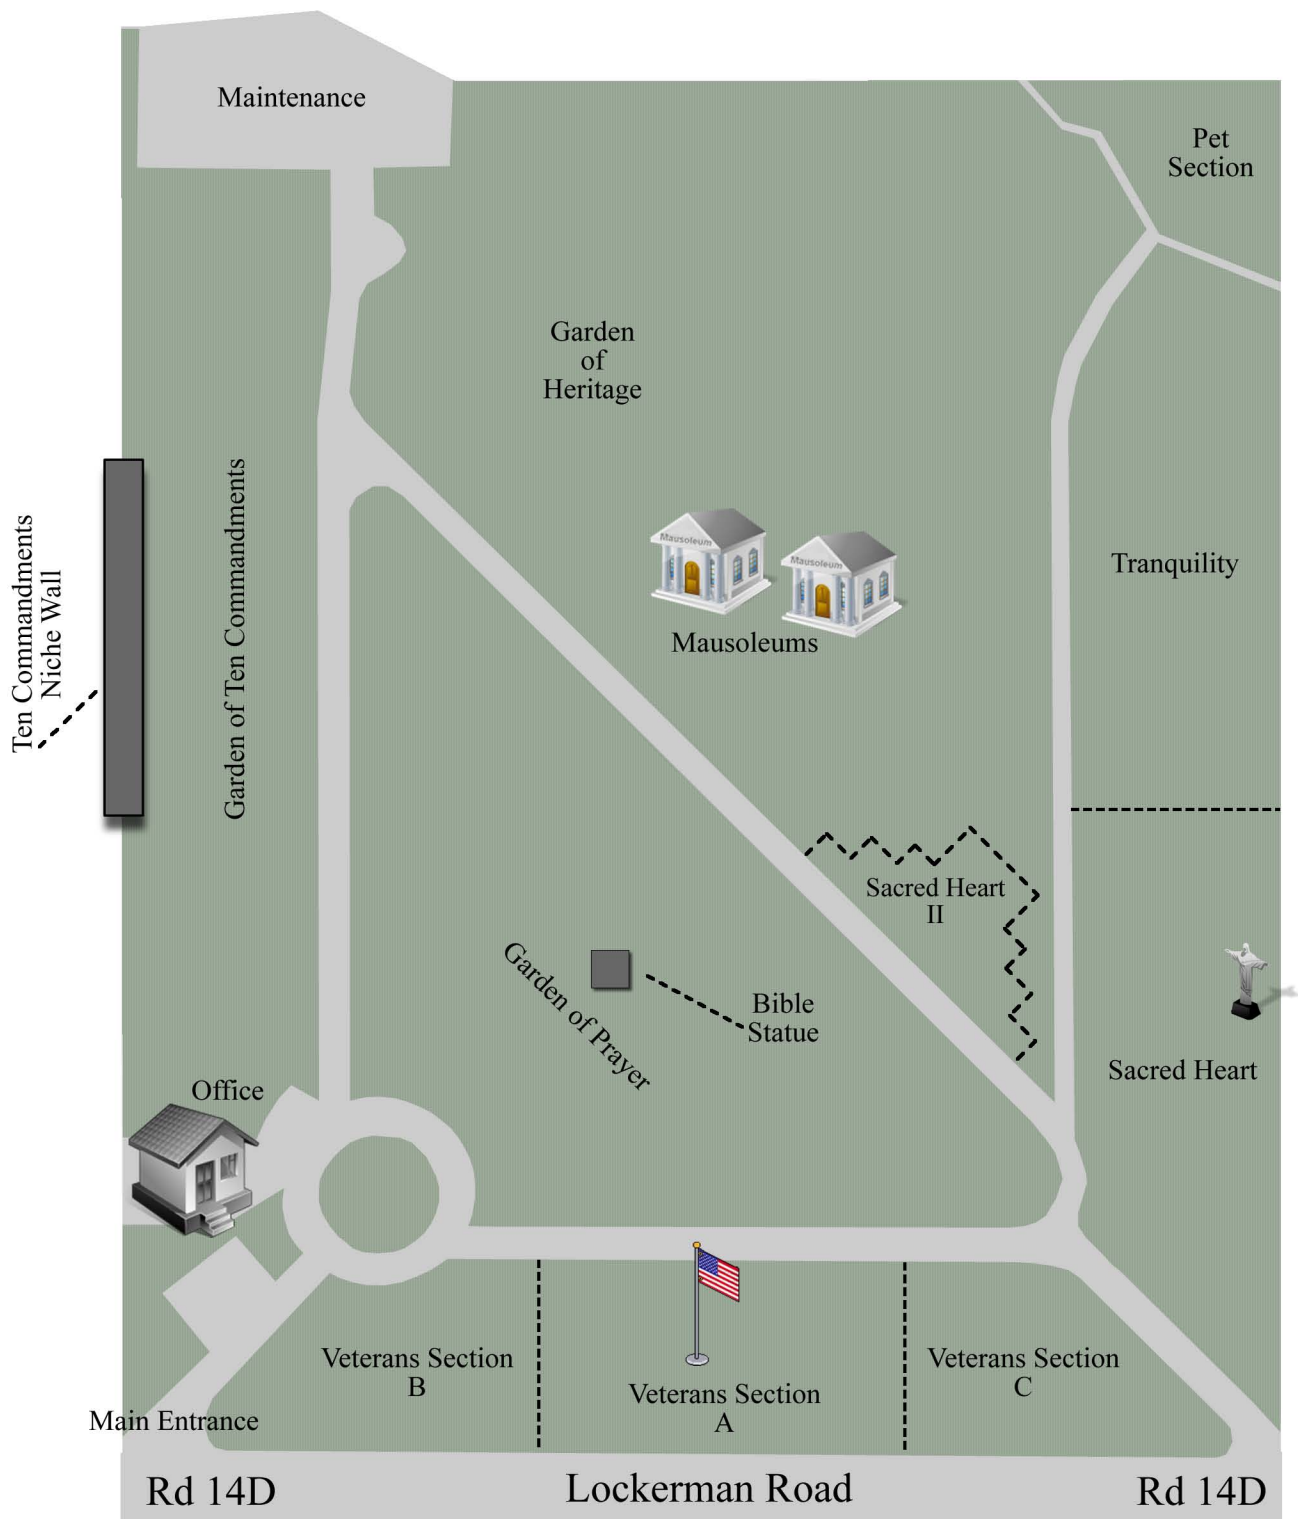 Maintenance
Pet
Section
Garden
of
Heritage
Ten Commandments
Niche Wall
Garden of Ten Commandments
Mausoleum
Mausoleum
Mausoleums
Tranquility
Sacred Heart
II
Garden of Prayer
Bible
Statue
Sacred Heart
Office
Veterans Section
B
Veterans Section
A
Veterans Section
C
Main Entrance
Rd 14D
Lockerman Road
Rd 14D